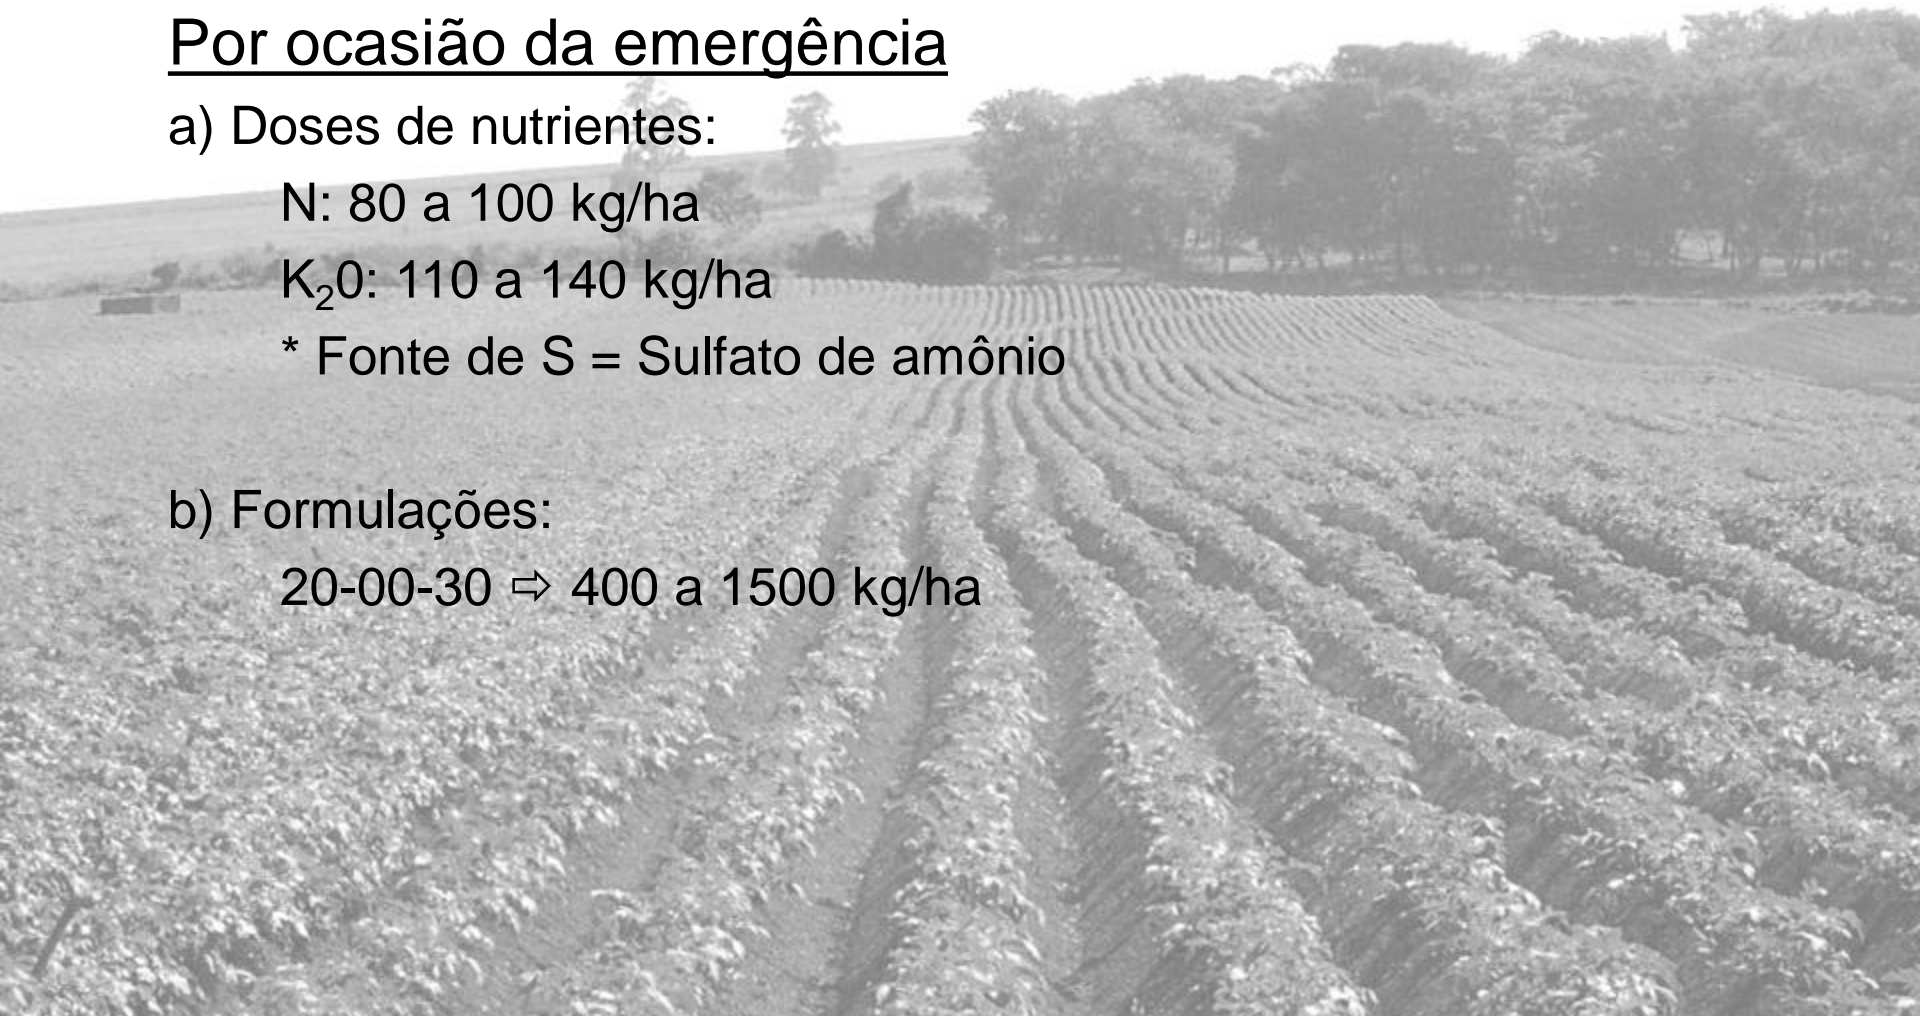 Por ocasião da emergência
a) Doses de nutrientes:
N: 80 a 100 kg/ha
K₂0: 110 a 140 kg/ha
* Fonte de S = Sulfato de amônio
b) Formulações:
20-00-30 ⇨ 400 a 1500 kg/ha